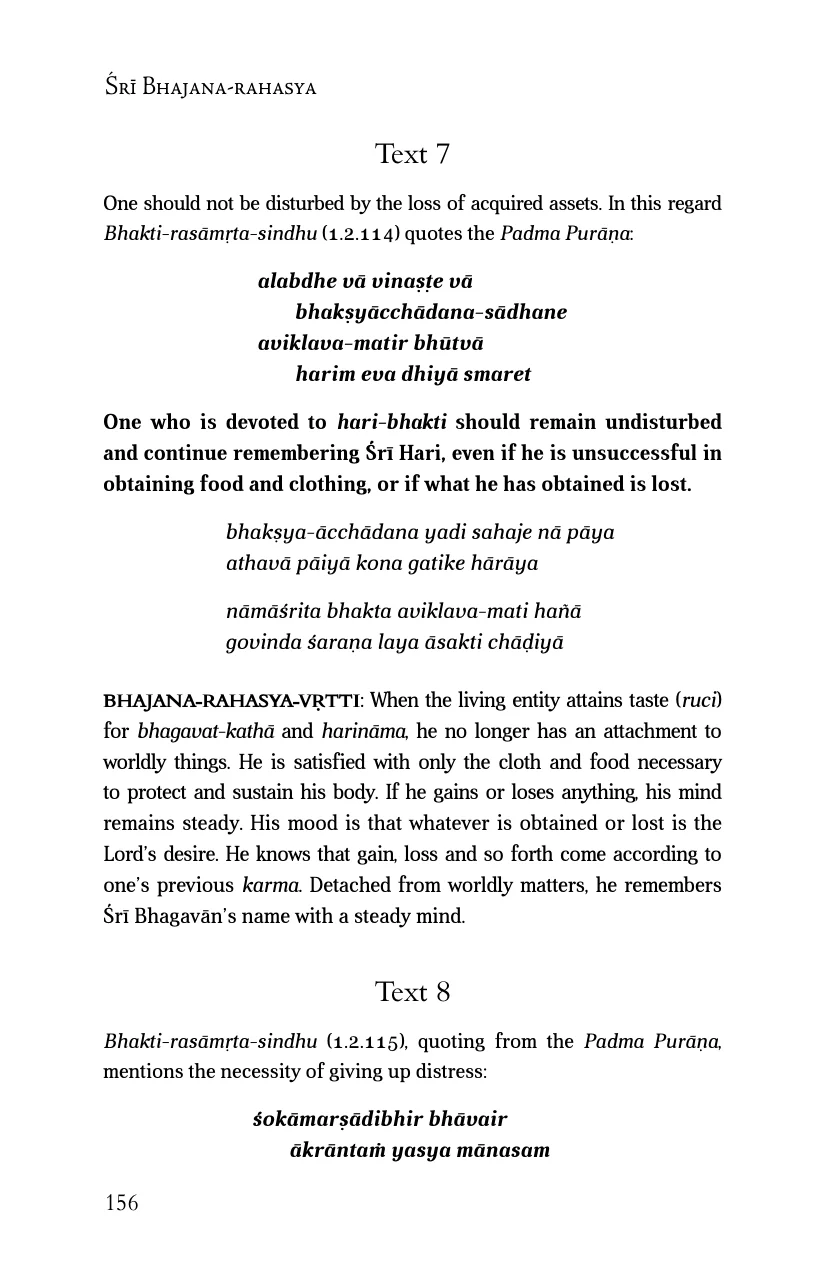 Śrī Bhajana-rahasya
Text 7
One should not be disturbed by the loss of acquired assets. In this regard
Bhakti-rasāmṛta-sindhu (1.2.114) quotes the Padma Purāṇa:
alabdhe vā vinaṣṭe vā
bhakṣyācchādana-sādhane
aviklava-matir bhūtvā
harim eva dhiyā smaret
One who is devoted to hari-bhakti should remain undisturbed
and continue remembering Śrī Hari, even if he is unsuccessful in
obtaining food and clothing, or if what he has obtained is lost.
bhakṣya-ācchādana yadi sahaje nā pāya
athavā pāiyā kona gatike hārāya
nāmāśrita bhakta aviklava-mati hañā
govinda śaraṇa laya āsakti chāḍiyā
BHAJANA-RAHASYA-VṚTTI: When the living entity attains taste (ruci)
for bhagavat-kathā and harināma, he no longer has an attachment to
worldly things. He is satisfied with only the cloth and food necessary
to protect and sustain his body. If he gains or loses anything, his mind
remains steady. His mood is that whatever is obtained or lost is the
Lord’s desire. He knows that gain, loss and so forth come according to
one’s previous karma. Detached from worldly matters, he remembers
Śrī Bhagavān’s name with a steady mind.
Text 8
Bhakti-rasāmṛta-sindhu (1.2.115), quoting from the Padma Purāṇa,
mentions the necessity of giving up distress:
śokāmarṣādibhir bhāvair
ākrāntaṁ yasya mānasam
156